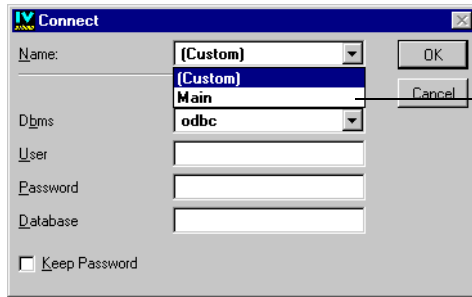 IV Connect
Name: (Custom) OK
(Custom)
Main Cancel
Dbms odbc
User
Password
Database
Keep Password